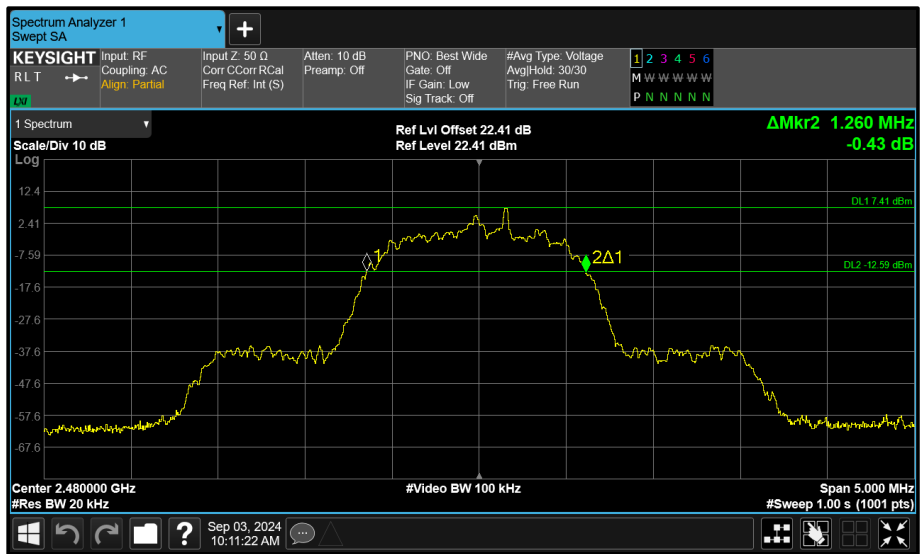 Spectrum Analyzer 1
Swept SA
KEYSIGHT
R L T
LXI
Input: RF
Coupling: AC
Align: Partial
Input Z: 50 Ω
Corr CCorr RCal
Freq Ref: Int (S)
Atten: 10 dB
Preamp: Off
PNO: Best Wide
Gate: Off
IF Gain: Low
Sig Track: Off
#Avg Type: Voltage
Avg|Hold: 30/30
Trig: Free Run
1 2 3 4 5 6
M W W W W W
P N N N N N
1 Spectrum
Scale/Div 10 dB
Ref Lvl Offset 22.41 dB
Ref Level 22.41 dBm
ΔMkr2 1.260 MHz
-0.43 dB
Log
12.4
2.41
-7.59
-17.6
-27.6
-37.6
-47.6
-57.6
-67.6
DL1 7.41 dBm
1
2Δ1
DL2 -12.59 dBm
Center 2.480000 GHz
#Res BW 20 kHz
#Video BW 100 kHz
Span 5.000 MHz
#Sweep 1.00 s (1001 pts)
?
Sep 03, 2024
10:11:22 AM